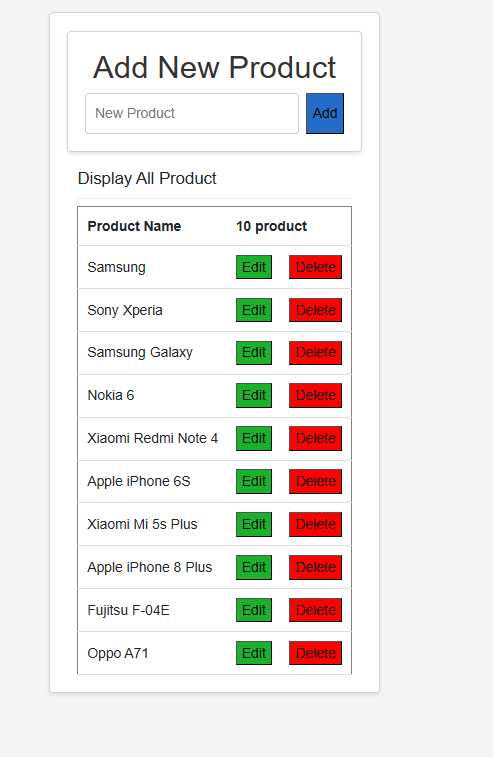 Add New Product
New Product Add
Display All Product
Product Name 10 product
Samsung Edit Delete
Sony Xperia Edit Delete
Samsung Galaxy Edit Delete
Nokia 6 Edit Delete
Xiaomi Redmi Note 4 Edit Delete
Apple iPhone 6S Edit Delete
Xiaomi Mi 5s Plus Edit Delete
Apple iPhone 8 Plus Edit Delete
Fujitsu F-04E Edit Delete
Oppo A71 Edit Delete